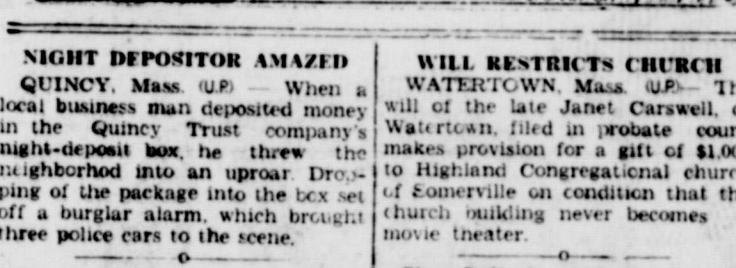 NIGHT DEPOSITOR AMAZED
QUINCY, Mass. (U.P.) — When a
local business man deposited money
in the Quincy Trust company's
night-deposit box, he threw the
neighborhod into an uproar. Drop-
ping of the package into the box set
off a burglar alarm, which brought
three police cars to the scene.
WILL RESTRICTS CHURCH
WATERTOWN, Mass. (U.P.)—
will of the late Janet Carswell,
Watertown, filed in probate
makes provision for a gift of
to Highland Congregational
of Somerville on condition that
church building never becomes
movie theater.